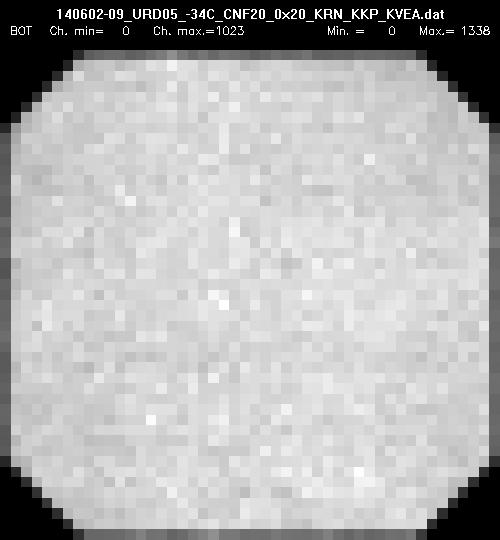 140602-09_URD05_-34C_CNF20_0x20_KRN_KKP_KVEA.dat
BOT Ch. min= 0 Ch. max.=1023 Min. = 0 Max.= 1338